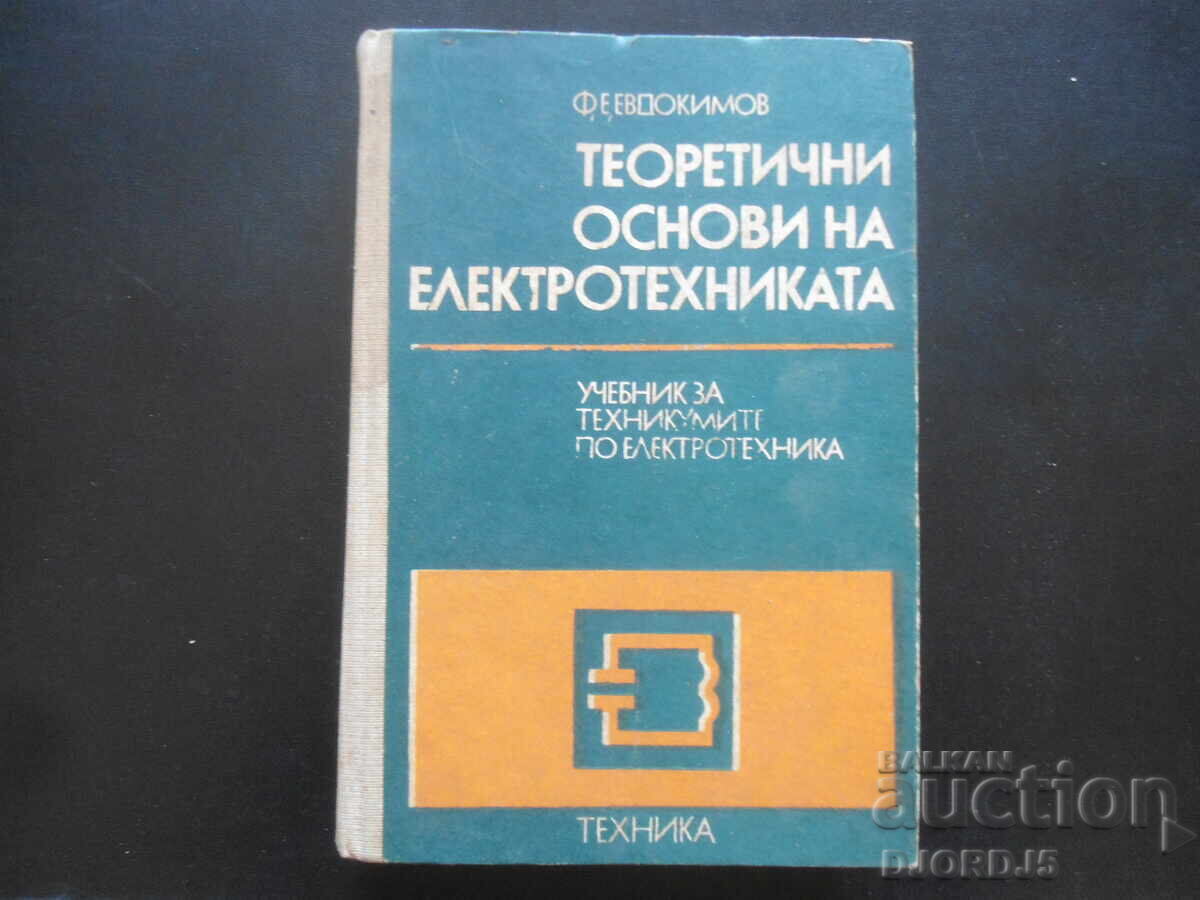 Ф.Е.ЕВДОКИМОВ
ТЕОРЕТИЧНИ
ОСНОВИ НА
ЕЛЕКТРОТЕХНИКАТА
УЧЕБНИК ЗА
ТЕХНИКУМИТЕ
ПО ЕЛЕКТРОТЕХНИКА
ТЕХНИКА
BALKAN
auction
DJORDJ5